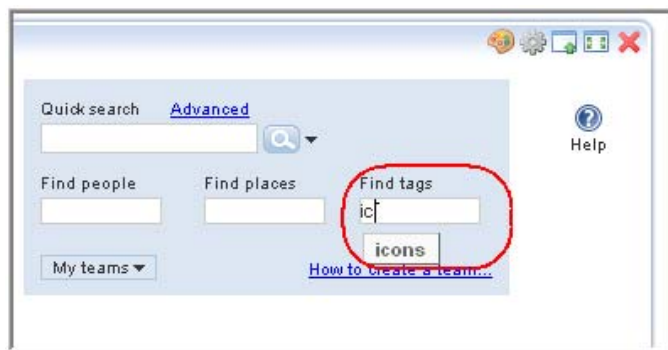 Quick search Advanced
Help
Find people Find places Find tags
ic
icons
My teams How to create a team...